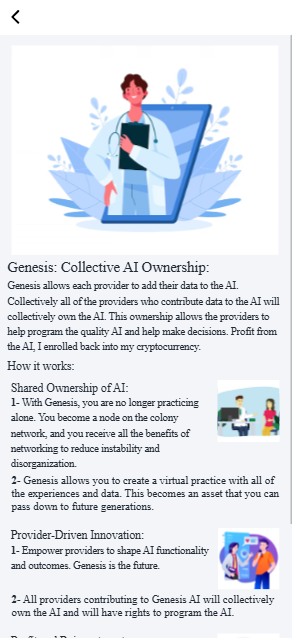 Genesis: Collective AI Ownership:
Genesis allows each provider to add their data to the AI.
Collectively all of the providers who contribute data to the AI will
collectively own the AI. This ownership allows the providers to
help program the quality AI and help make decisions. Profit from
the AI, I enrolled back into my cryptocurrency.
How it works:
Shared Ownership of AI:
1- With Genesis, you are no longer practicing
alone. You become a node on the colony
network, and you receive all the benefits of
networking to reduce instability and
disorganization.
2- Genesis allows you to create a virtual practice with all of
the experiences and data. This becomes an asset that you can
pass down to future generations.
Provider-Driven Innovation:
1- Empower providers to shape AI functionality
and outcomes. Genesis is the future.
2- All providers contributing to Genesis AI will collectively
own the AI and will have rights to program the AI.